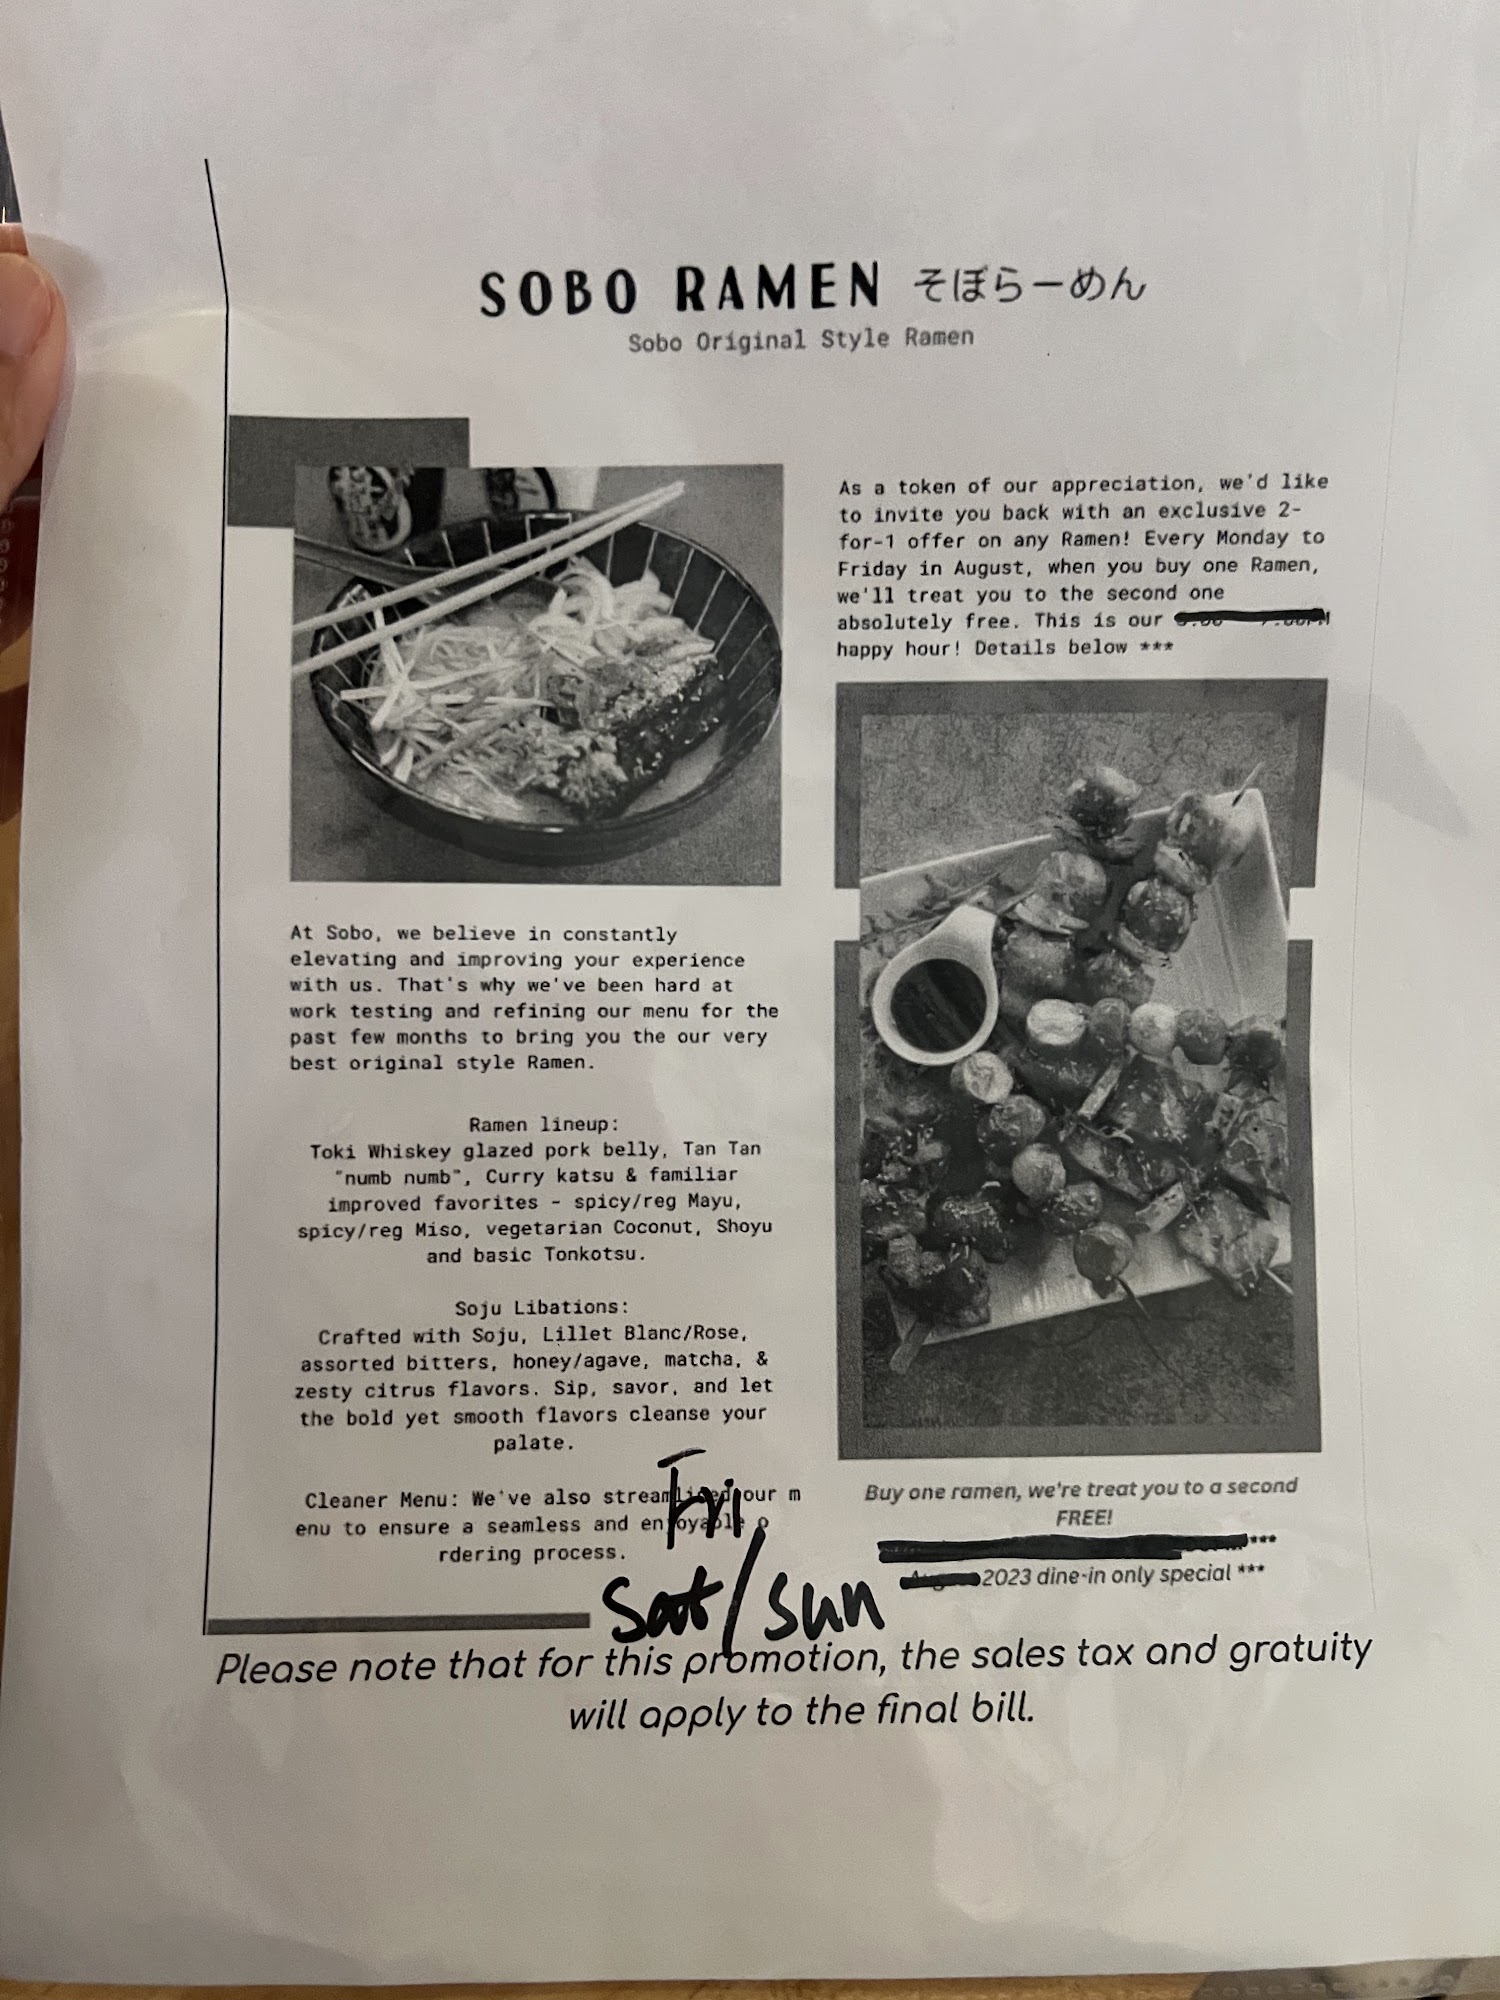 SOBO RAMEN そぼらーめん
Sobo Original Style Ramen
As a token of our appreciation, we'd like
to invite you back with an exclusive 2-
for-1 offer on any Ramen! Every Monday to
Friday in August, when you buy one Ramen,
we'll treat you to the second one
absolutely free. This is our
happy hour! Details below ***
At Sobo, we believe in constantly
elevating and improving your experience
with us. That's why we've been hard at
work testing and refining our menu for the
past few months to bring you the our very
best original style Ramen.
Ramen lineup:
Toki Whiskey glazed pork belly, Tan Tan
"numb numb", Curry katsu & familiar
improved favorites - spicy/reg Mayu,
spicy/reg Miso, vegetarian Coconut, Shoyu
and basic Tonkotsu.
Soju Libations:
Crafted with Soju, Lillet Blanc/Rose,
assorted bitters, honey/agave, matcha, &
zesty citrus flavors. Sip, savor, and let
the bold yet smooth flavors cleanse your
palate.
Cleaner Menu: We've also streamlined our m
enu to ensure a seamless and enjoyable o
rdering process.
Fri
Sat/Sun
Buy one ramen, we're treat you to a second
FREE!
***
2023 dine-in only special ***
Please note that for this promotion, the sales tax and gratuity
will apply to the final bill.